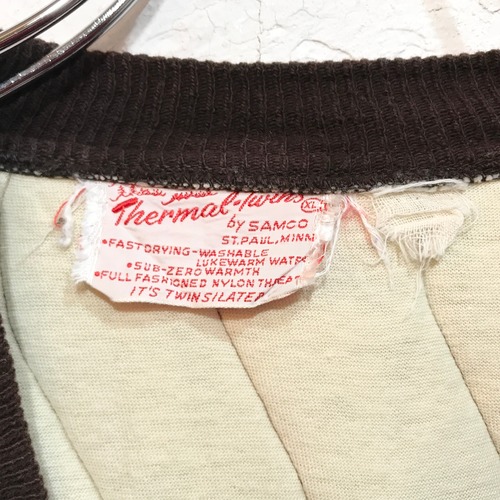 Thermal-Twins XL
by SAMCO
ST. PAUL, MINN
•FAST DRYING-WASHABLE
LUKEWARM WATER
•SUB-ZERO WARMTH
•FULL FASHIONED NYLON THREAD
IT'S TWINSILATED